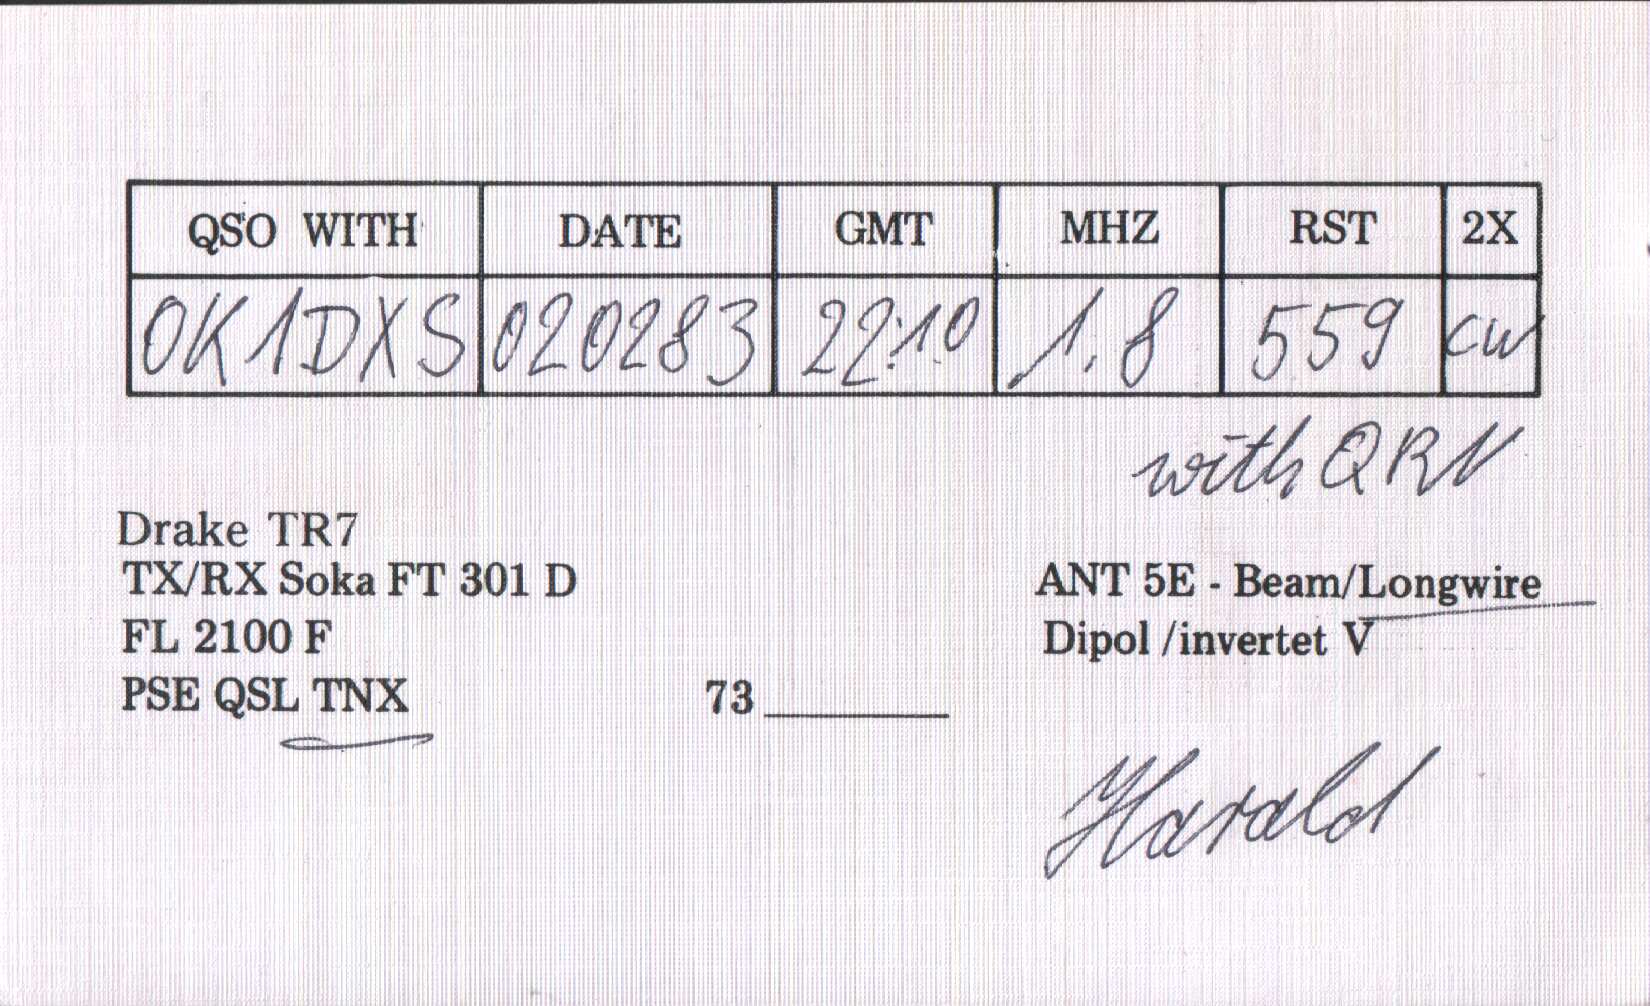 QSO WITH DATE GMT MHZ RST 2X
OK1DXS 020283 22:10 1.8 559 CW
with QRN
Drake TR7
TX/RX Soka FT 301 D
ANT 5E - Beam/Longwire
FL 2100 F
Dipol /invertet V
PSE QSL TNX
73
Harald